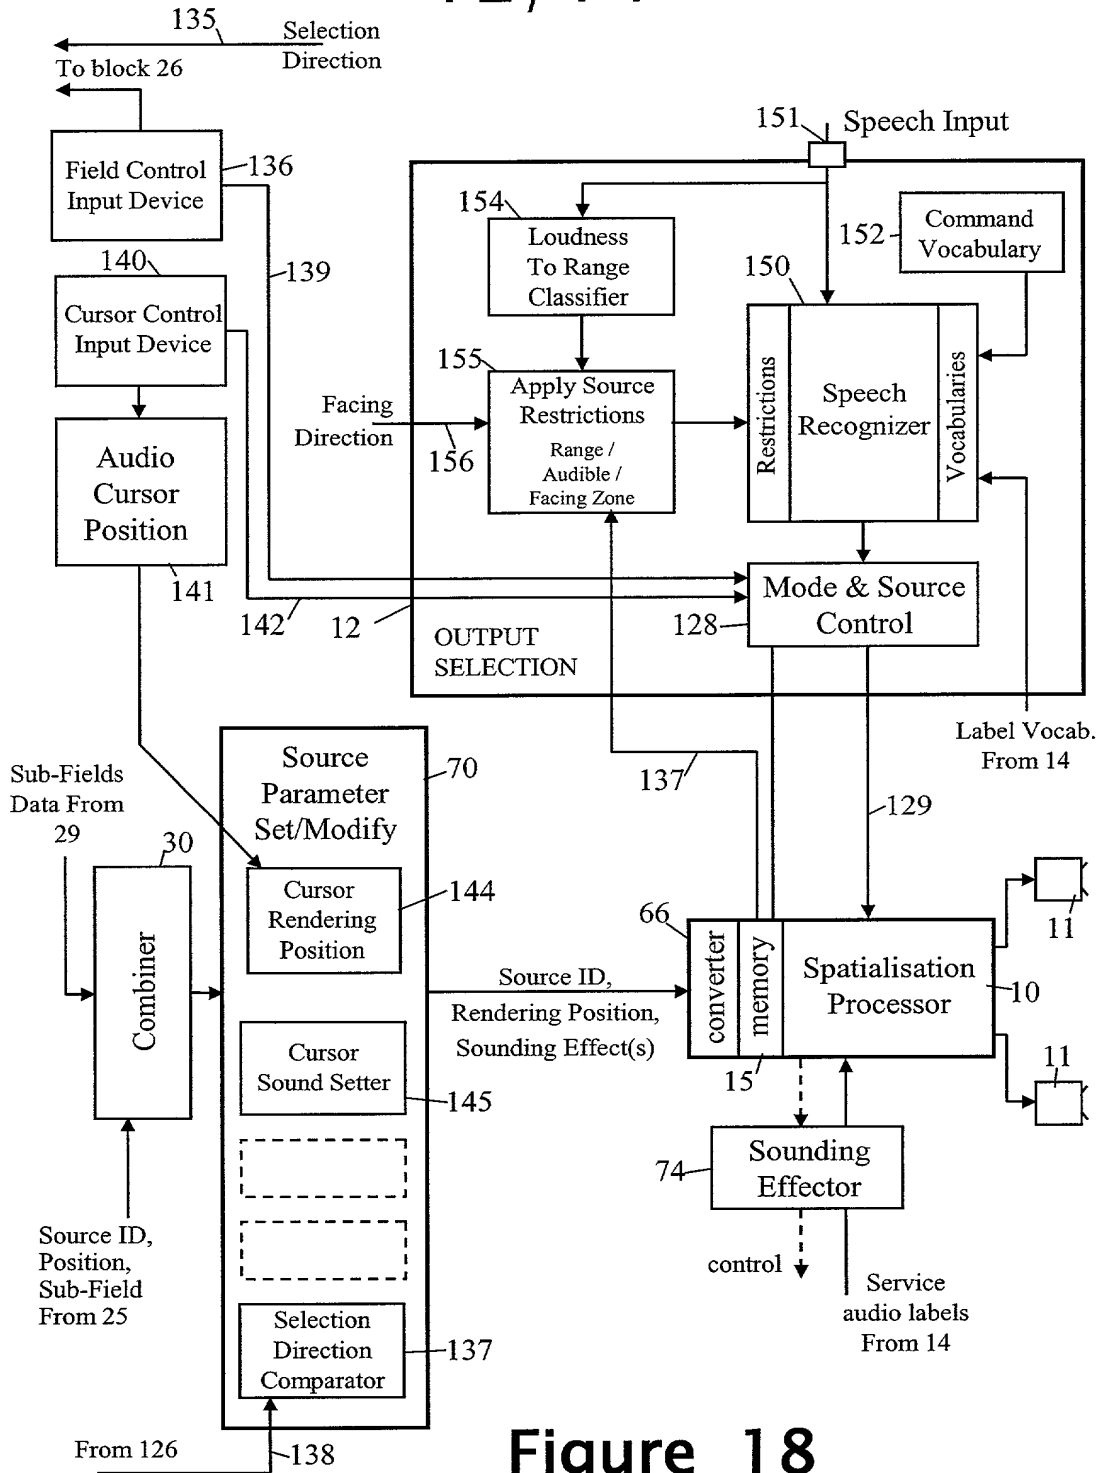 135
Selection
Direction
To block 26
Field Control
Input Device
136
139
140
Cursor Control
Input Device
Audio
Cursor
Position
141
142
12
151
Speech Input
154
Loudness
To Range
Classifier
152
Command
Vocabulary
150
155
Apply Source
Restrictions
Range /
Audible /
Facing Zone
Facing
Direction
156
Restrictions
Speech
Recognizer
Vocabularies
Mode & Source
Control
128
OUTPUT
SELECTION
Label Vocab.
From 14
137
129
Sub-Fields
Data From
29
30
Combiner
Source ID,
Position,
Sub-Field
From 25
Source
Parameter
Set/Modify
70
Cursor
Rendering
Position
144
Cursor
Sound Setter
145
Selection
Direction
Comparator
137
From 126
138
Source ID,
Rendering Position,
Sounding Effect(s)
66
converter
memory
15
Spatialisation
Processor
10
11
11
74
Sounding
Effector
control
Service
audio labels
From 14
Figure 18